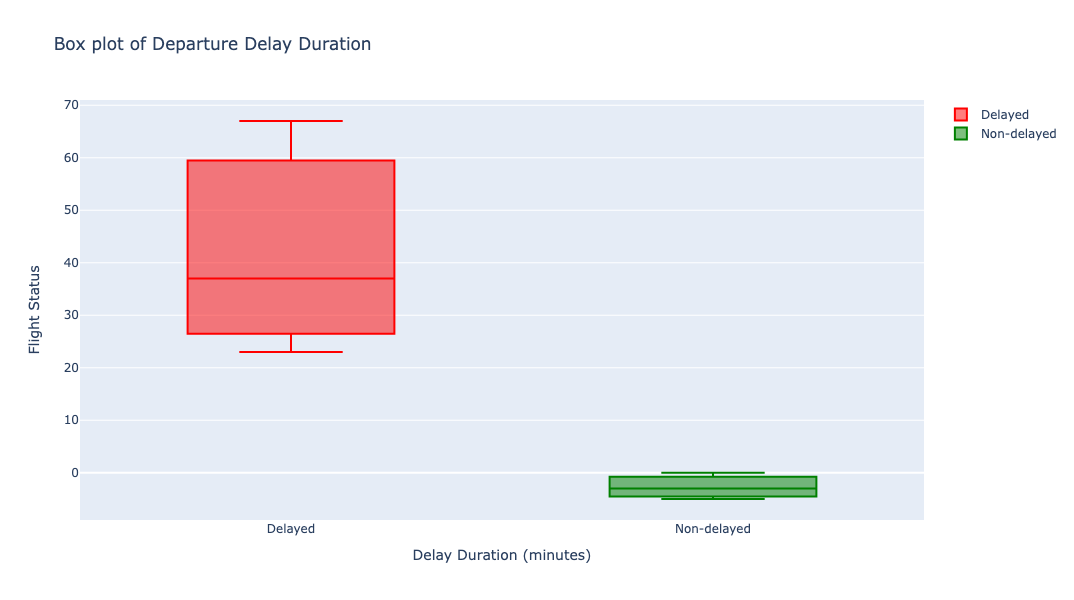 Box plot of Departure Delay Duration
Delayed
Non-delayed
70
60
50
40
30
20
10
0
Flight Status
Delayed
Non-delayed
Delay Duration (minutes)